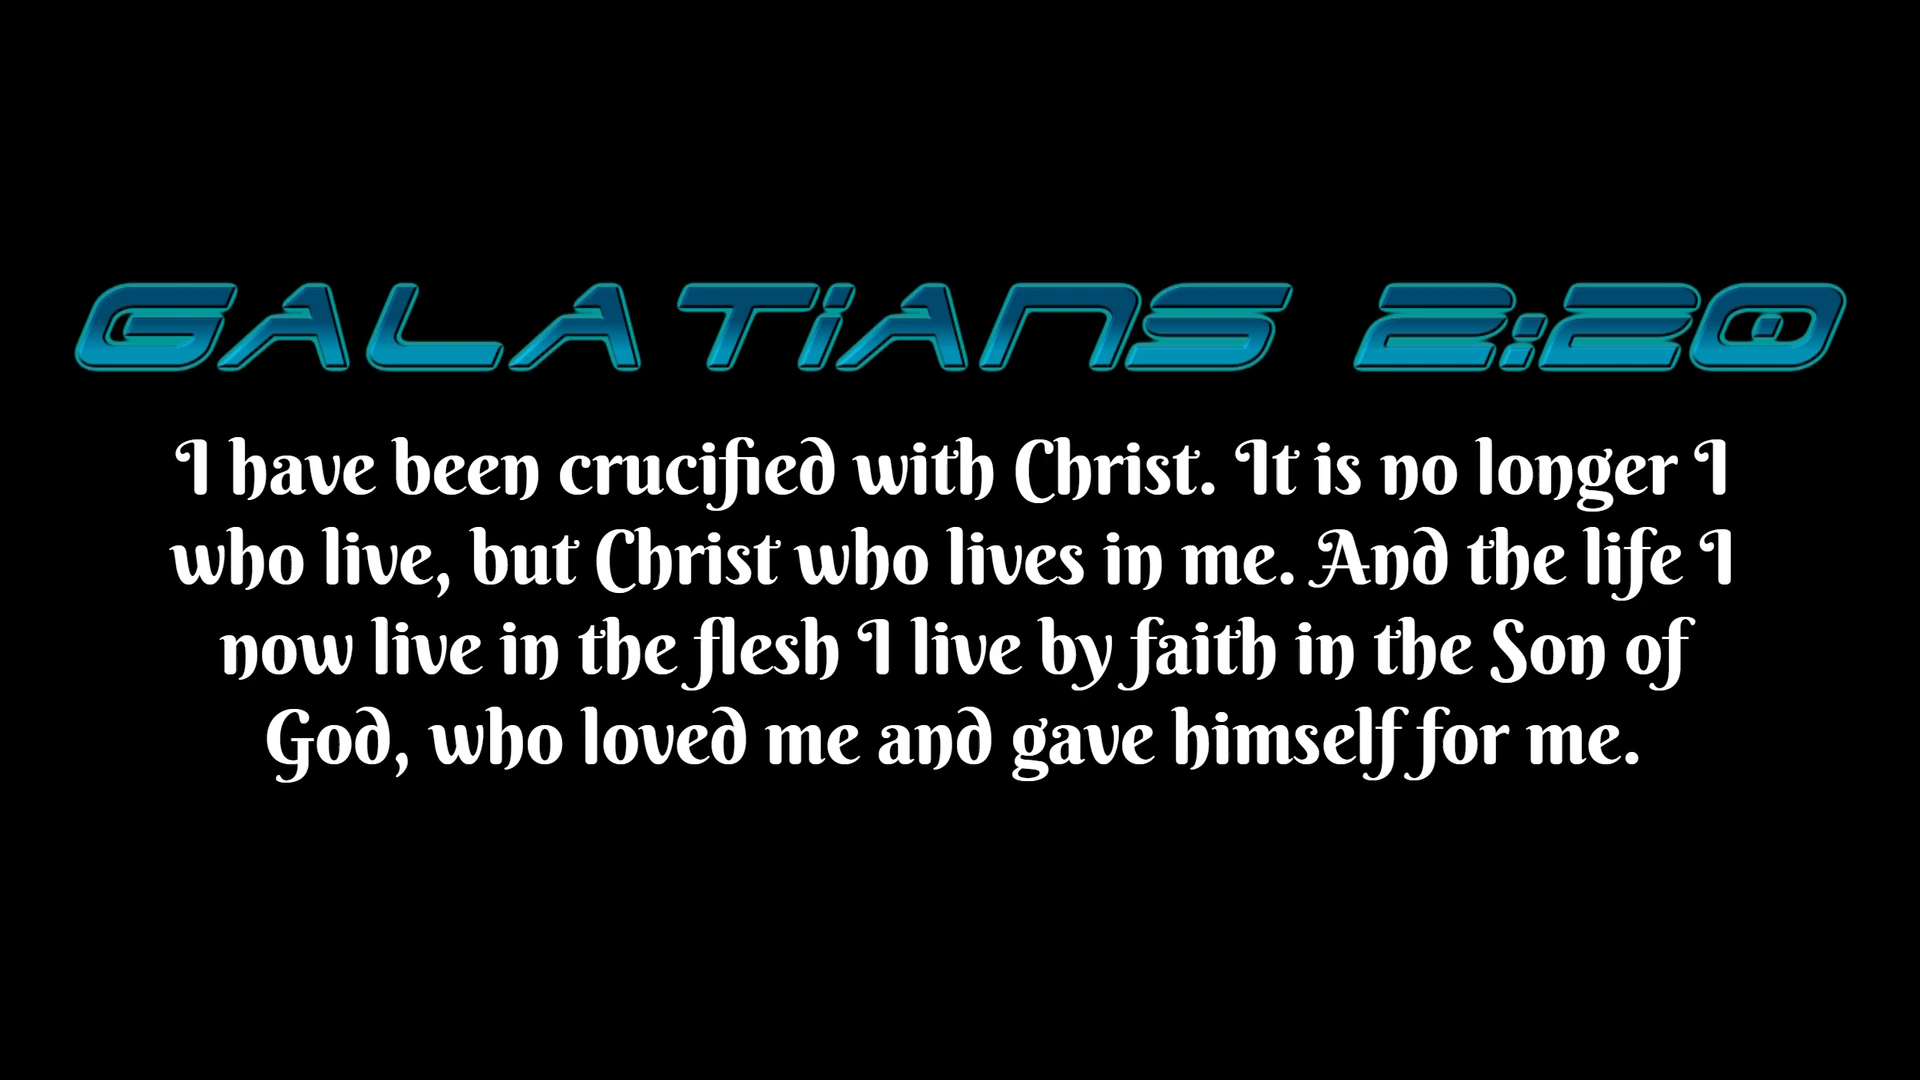 GALATIANS 2:20
I have been crucified with Christ. It is no longer I
who live, but Christ who lives in me. And the life I
now live in the flesh I live by faith in the Son of
God, who loved me and gave himself for me.